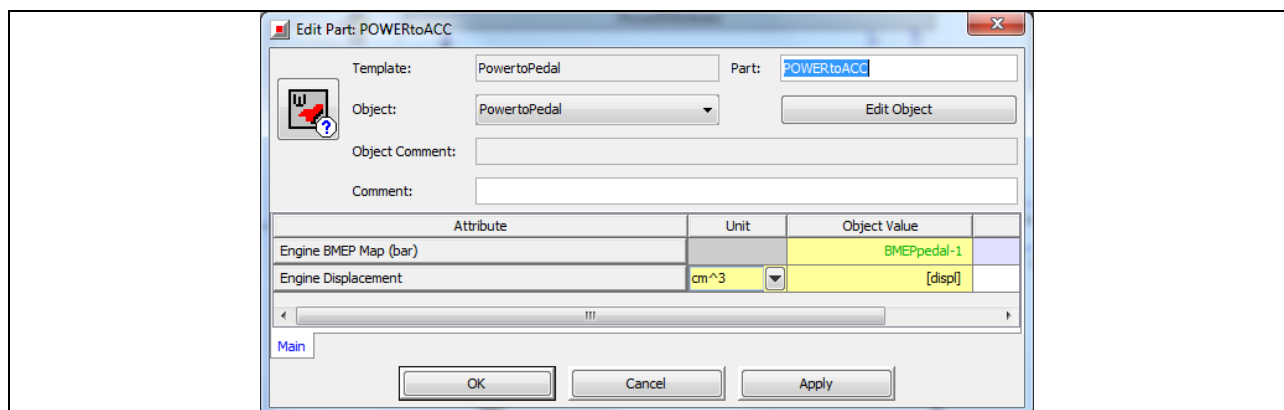 Edit Part: POWERtoACC
Template: PowertoPedal Part: POWERtoACC
Object: PowertoPedal Edit Object
Object Comment:
Comment:
Attribute Unit Object Value
Engine BMEP Map (bar) BMEPpedal-1
Engine Displacement cm^3 [displ]
Main
OK Cancel Apply